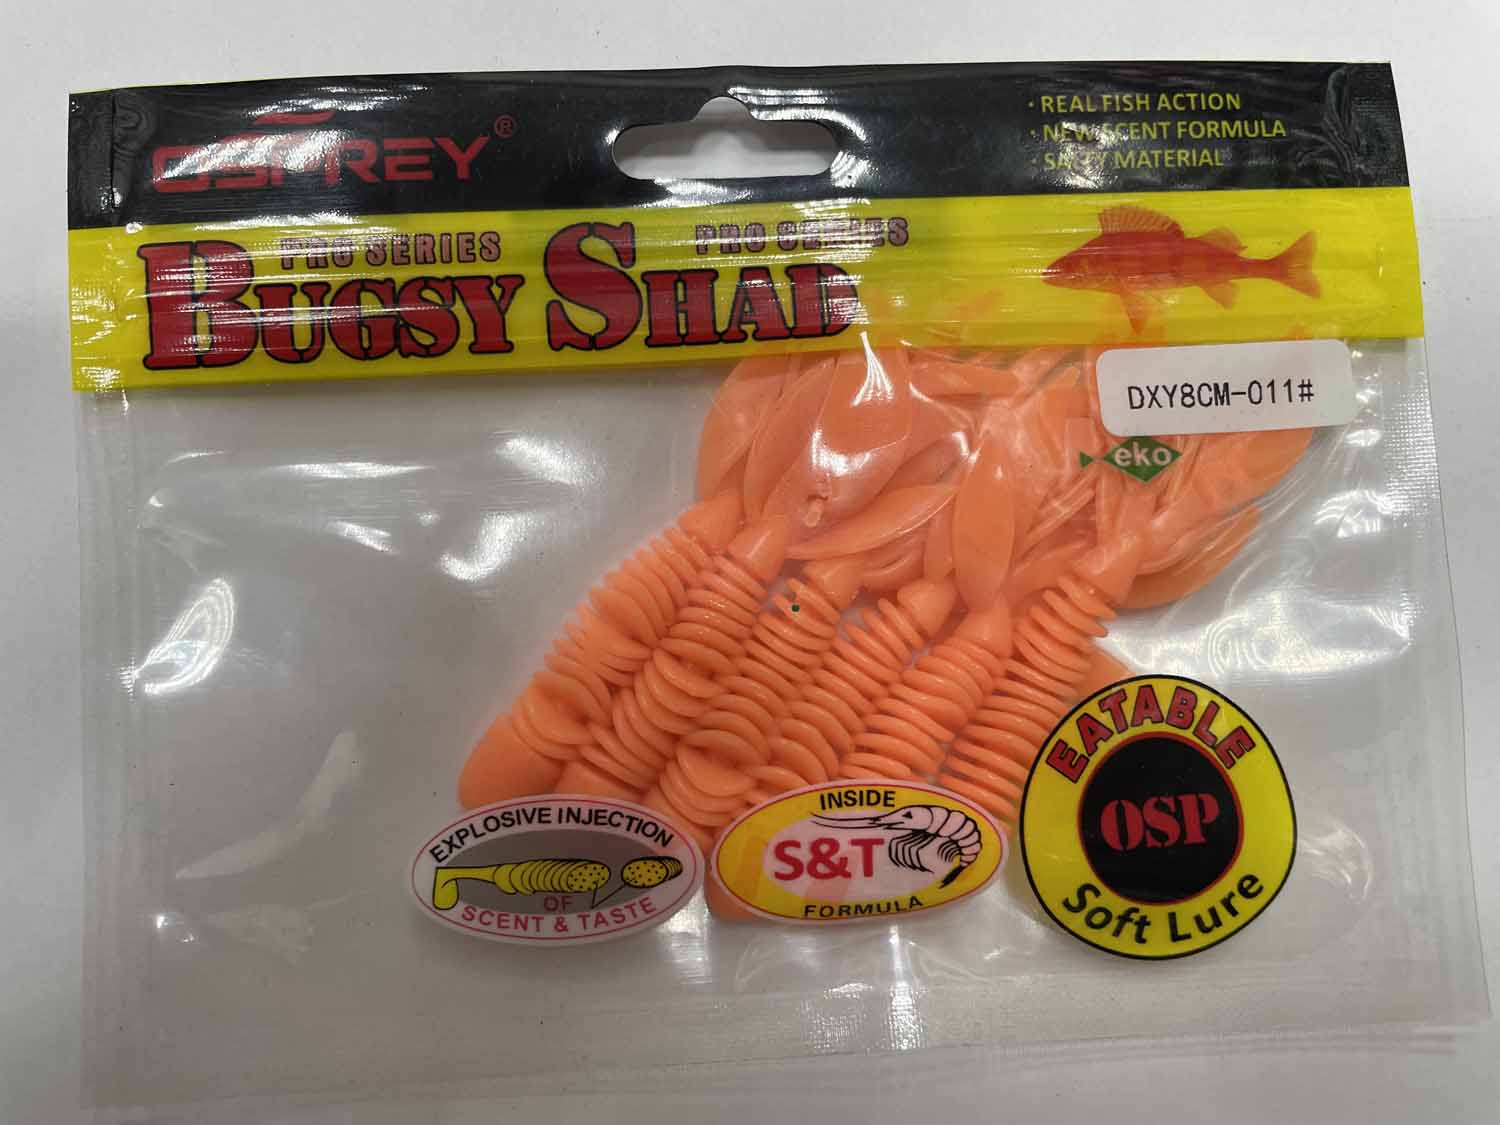 OSPREY®
· REAL FISH ACTION
· NEW SCENT FORMULA
· SALTY MATERIAL
PRO SERIES PRO SERIES
BUGSY SHAD
DXY8CM-011#
eko
EXPLOSIVE INJECTION
OF
SCENT & TASTE
INSIDE
S&T
FORMULA
EATABLE
OSP
Soft Lure